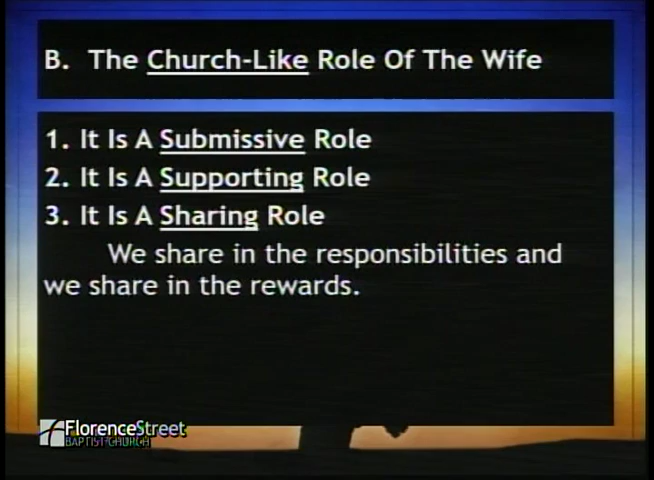 B. The Church-Like Role Of The Wife
1. It Is A Submissive Role
2. It Is A Supporting Role
3. It Is A Sharing Role
We share in the responsibilities and
we share in the rewards.
FlorenceStreet
BAPTIST CHURCH